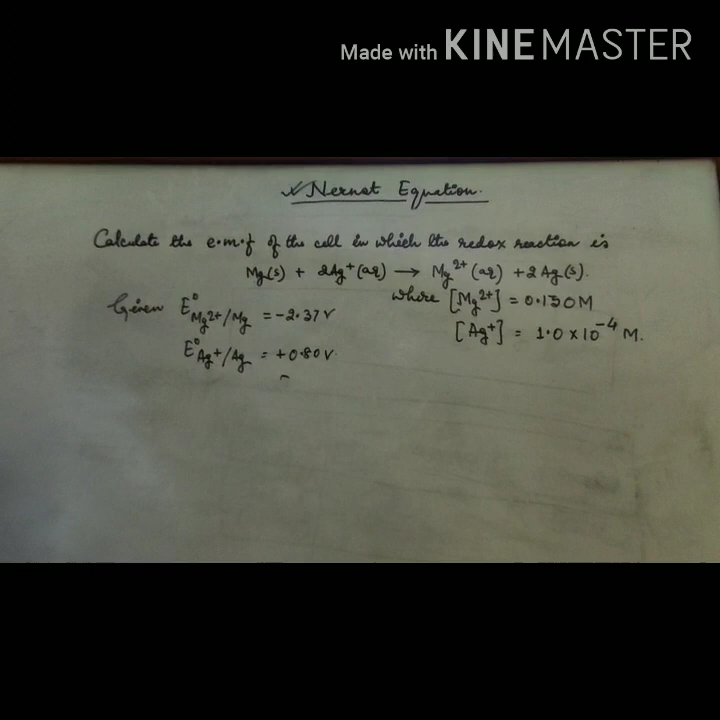 Made with KINEMASTER
Nernst Equation.
Calculate the e.m.f of the cell in which the redox reaction is
Mg(s) + 2Ag⁺(aq) → Mg²⁺(aq) + 2Ag(s).
Given E°Mg²⁺/Mg = -2.37V where [Mg²⁺] = 0.130M
E°Ag⁺/Ag = +0.80V. [Ag⁺] = 1.0 x 10⁻⁴ M.